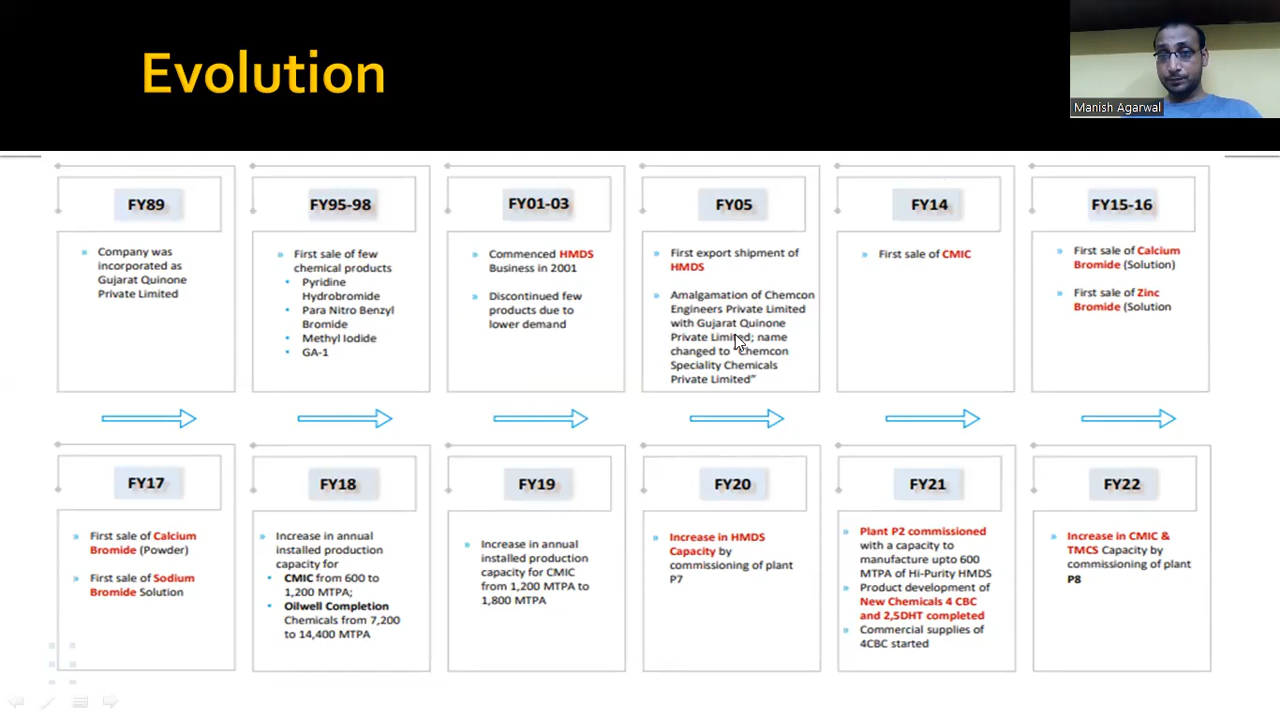 Evolution
Manish Agarwal
FY89
Company was
incorporated as
Gujarat Quinone
Private Limited
FY95-98
First sale of few
chemical products
Pyridine
Hydrobromide
Para Nitro Benzyl
Bromide
Methyl Iodide
GA-1
FY01-03
Commenced HMDS
Business in 2001
Discontinued few
products due to
lower demand
FY05
First export shipment of
HMDS
Amalgamation of Chemcon
Engineers Private Limited
with Gujarat Quinone
Private Limited; name
changed to "Chemcon
Speciality Chemicals
Private Limited"
FY14
First sale of CMIC
FY15-16
First sale of Calcium
Bromide (Solution)
First sale of Zinc
Bromide (Solution
FY17
First sale of Calcium
Bromide (Powder)
First sale of Sodium
Bromide Solution
FY18
Increase in annual
installed production
capacity for
CMIC from 600 to
1,200 MTPA;
Oilwell Completion
Chemicals from 7,200
to 14,400 MTPA
FY19
Increase in annual
installed production
capacity for CMIC
from 1,200 MTPA to
1,800 MTPA
FY20
Increase in HMDS
Capacity by
commissioning of plant
P7
FY21
Plant P2 commissioned
with a capacity to
manufacture upto 600
MTPA of Hi-Purity HMDS
Product development of
New Chemicals 4 CBC
and 2,5DHT completed
Commercial supplies of
4CBC started
FY22
Increase in CMIC &
TMCS Capacity by
commissioning of plant
P8